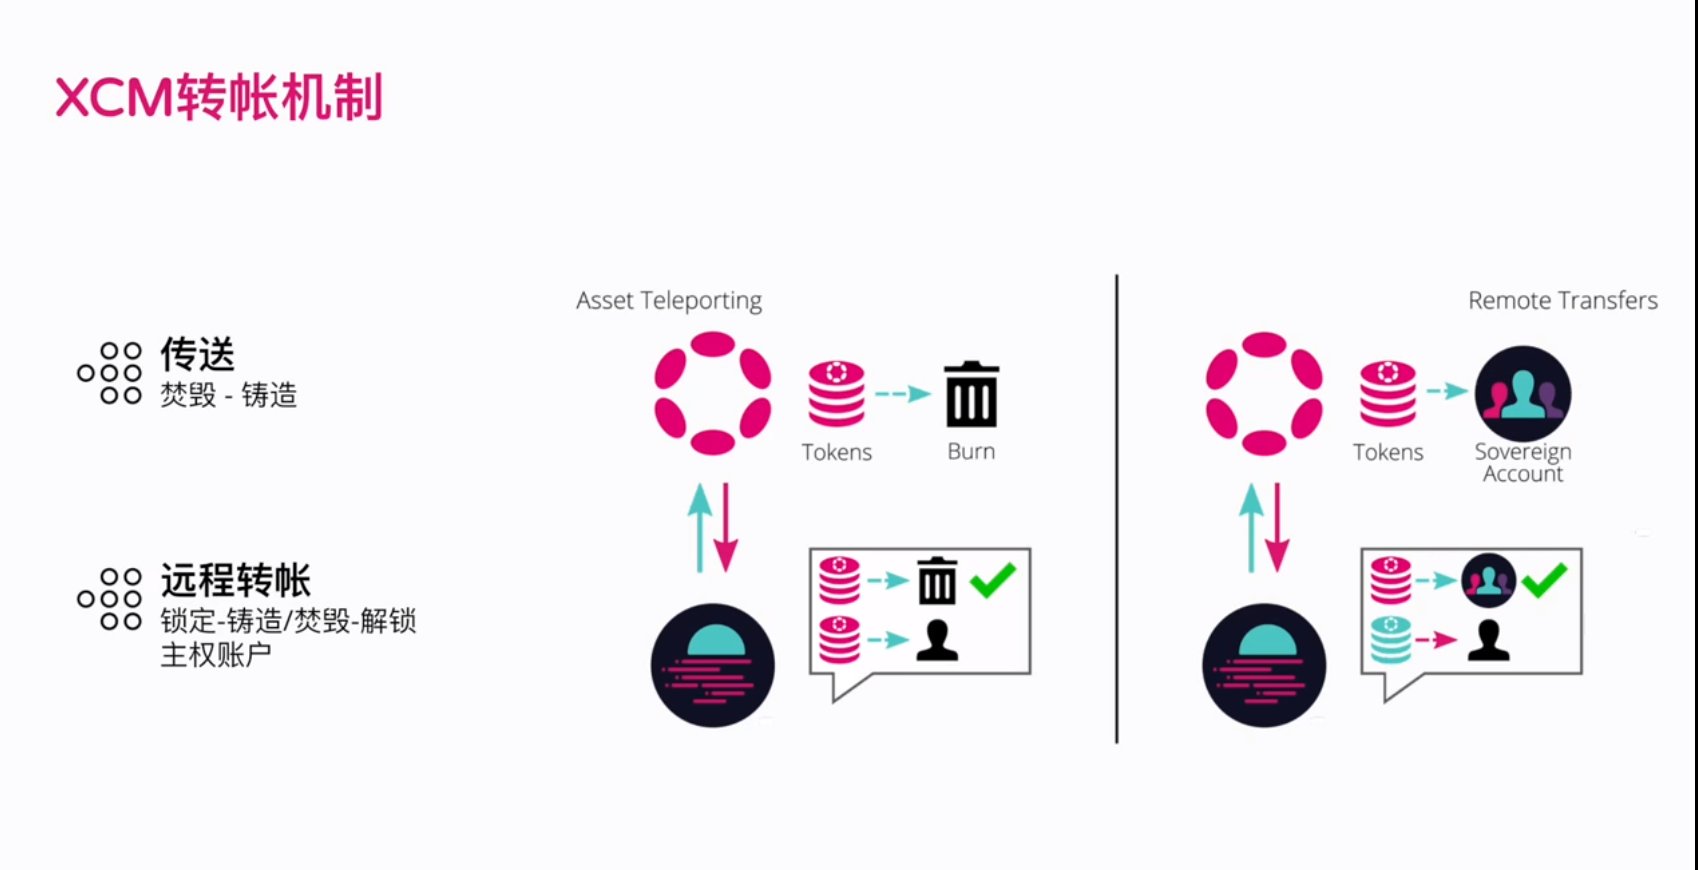 XCM转帐机制
传送
焚毁 - 铸造
远程转帐
锁定-铸造/焚毁-解锁
主权账户
Asset Teleporting
Tokens
Burn
Remote Transfers
Tokens
Sovereign
Account